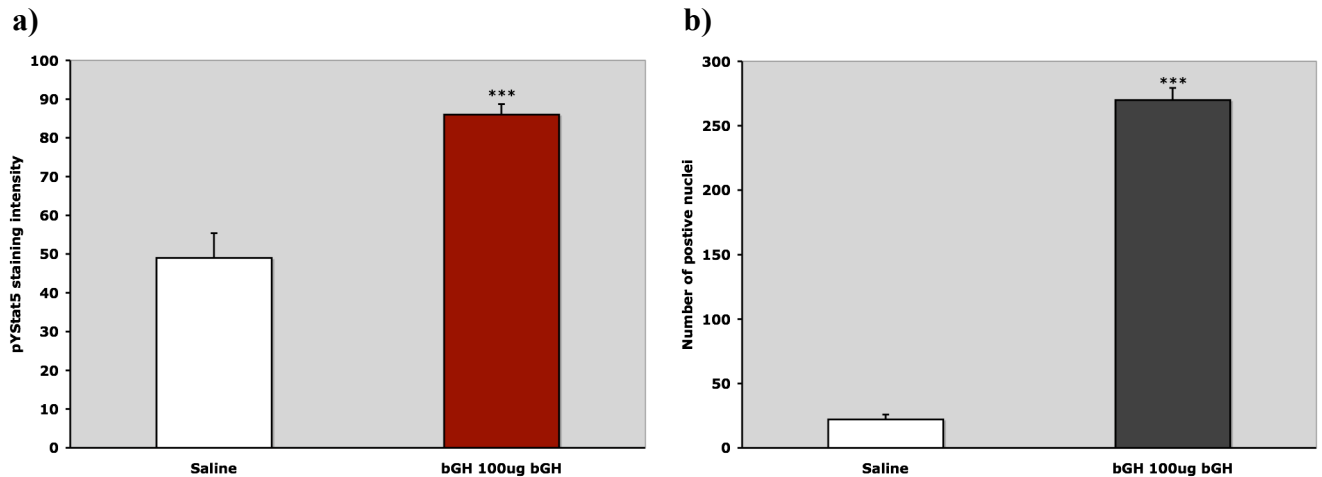 a)
100
90
80
70
60
50
40
30
20
10
0
pYStat5 staining intensity
***
Saline
bGH 100ug bGH
b)
300
250
200
150
100
50
0
Number of postive nuclei
***
Saline
bGH 100ug bGH